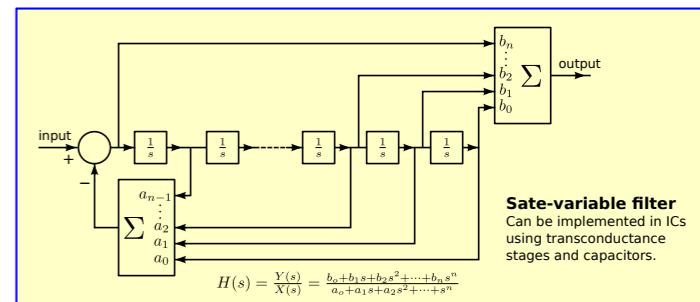 b_n
⋮
b_2
b_1
b_0
∑
output
input
+
−
1/s
1/s
1/s
1/s
1/s
a_{n−1}
⋮
a_2
a_1
a_0
∑
Sate-variable filter
Can be implemented in ICs
using transconductance
stages and capacitors.
H(s) = Y(s)/X(s) = (b_o+b_1s+b_2s^2+⋯+b_ns^n)/(a_o+a_1s+a_2s^2+⋯+s^n)